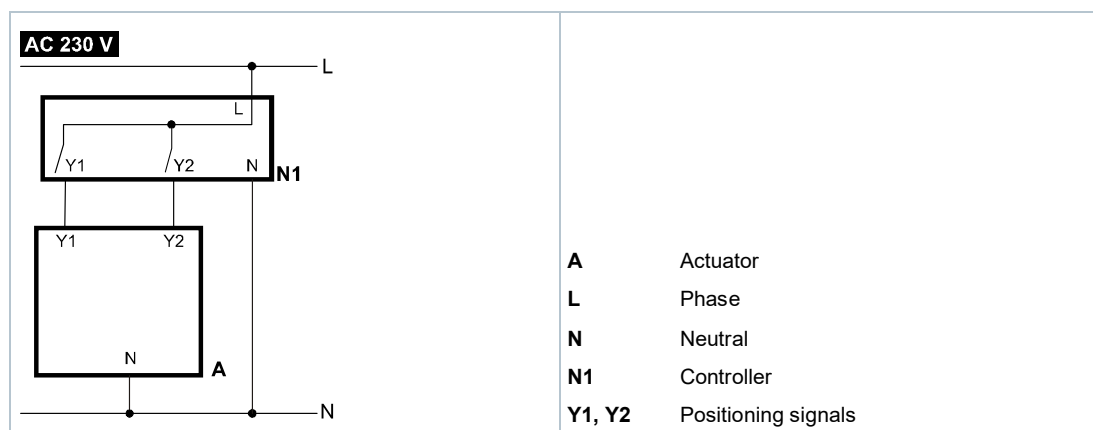 AC 230 V
L
L
Y1 Y2 N
N1
Y1 Y2
N
A
N
A Actuator
L Phase
N Neutral
N1 Controller
Y1, Y2 Positioning signals